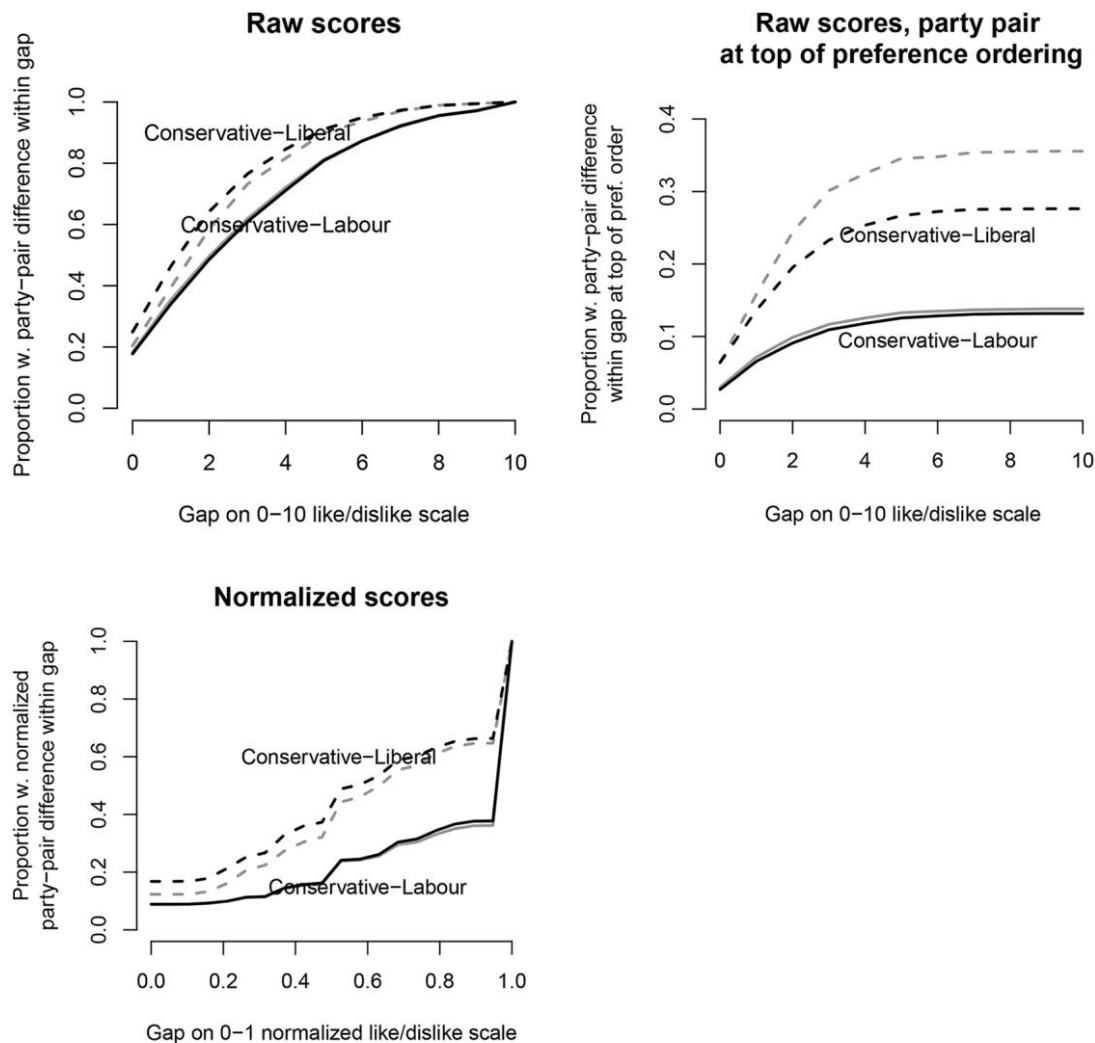 Raw scores
Proportion w. party−pair difference within gap
1.0
0.8
0.6
0.4
0.2
0.0
Conservative−Liberal
Conservative−Labour
0 2 4 6 8 10
Gap on 0−10 like/dislike scale
Raw scores, party pair
at top of preference ordering
Proportion w. party−pair difference
within gap at top of pref. order
0.4
0.3
0.2
0.1
0.0
Conservative−Liberal
Conservative−Labour
0 2 4 6 8 10
Gap on 0−10 like/dislike scale
Normalized scores
Proportion w. normalized
party−pair difference within gap
1.0
0.8
0.6
0.4
0.2
0.0
Conservative−Liberal
Conservative−Labour
0.0 0.2 0.4 0.6 0.8 1.0
Gap on 0−1 normalized like/dislike scale